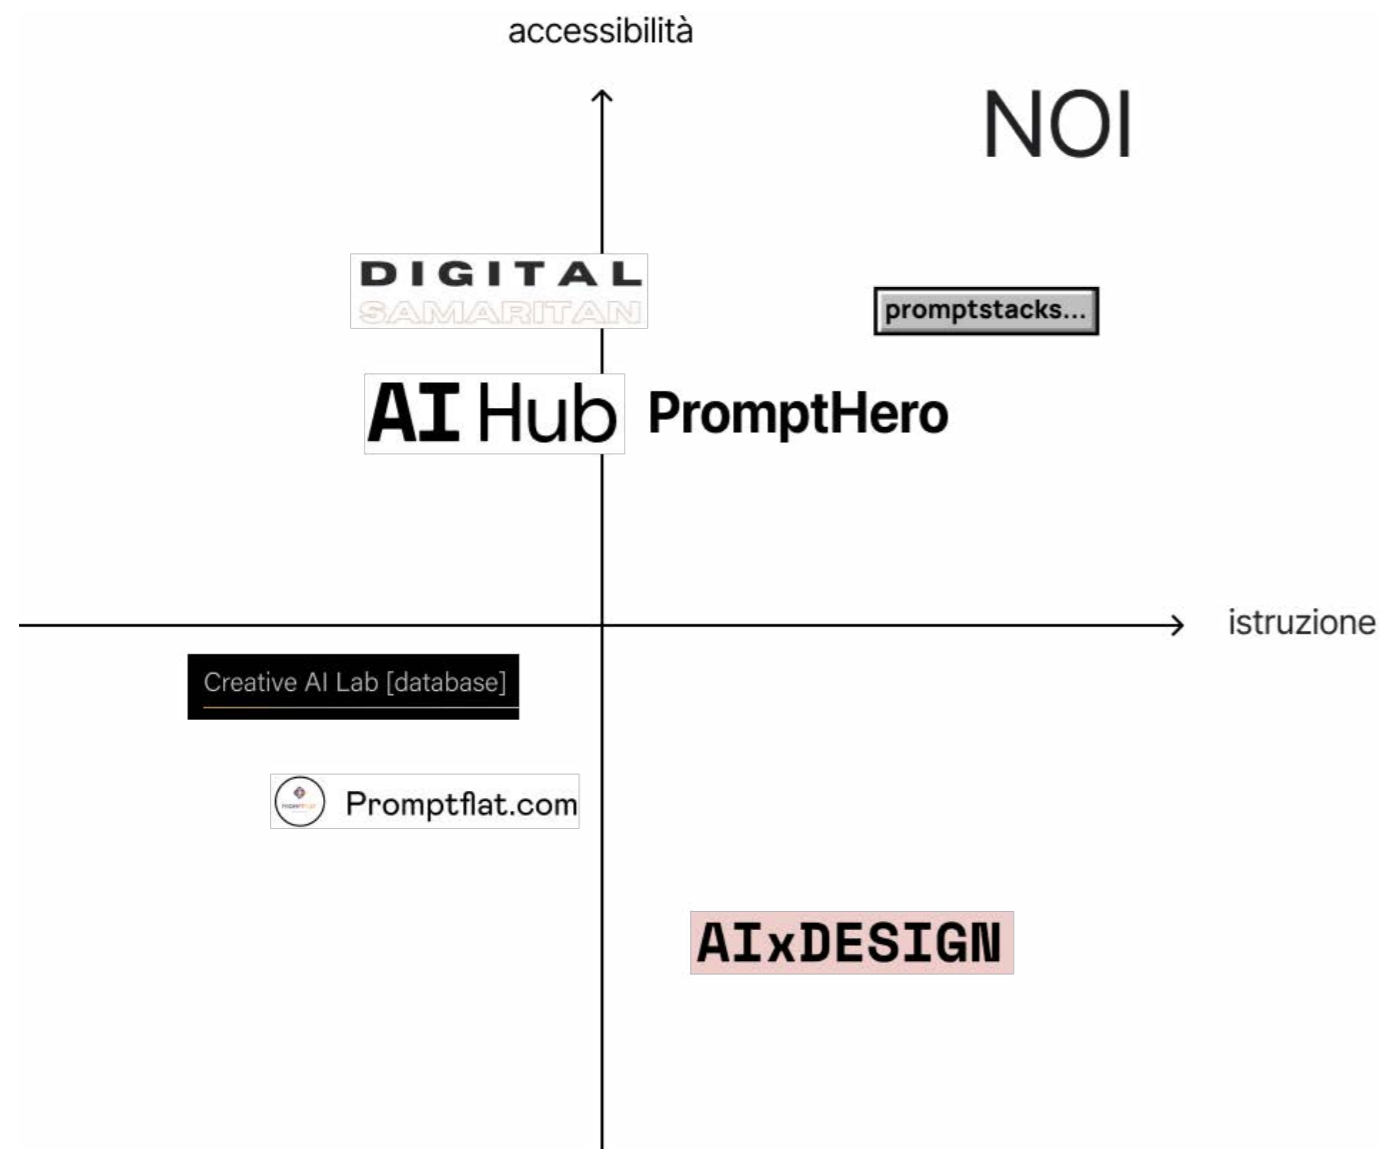 accessibilità
NOI
DIGITAL
SAMARITAN
promptstacks...
AI Hub
PromptHero
istruzione
Creative AI Lab [database]
Promptflat.com
AIxDESIGN